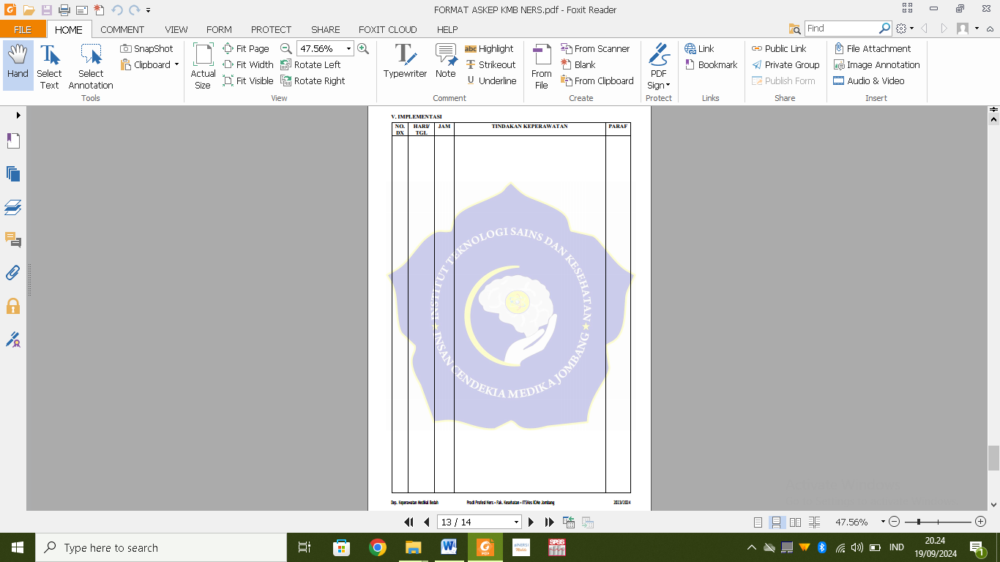 FORMAT ASKEP KMB NERS.pdf - Foxit Reader
FILE HOME COMMENT VIEW FORM PROTECT SHARE FOXIT CLOUD HELP Find
Hand
Select Text
Select Annotation
SnapShot
Clipboard
Tools
Actual Size
Fit Page
Fit Width
Fit Visible
47.56%
Rotate Left
Rotate Right
View
Typewriter
Note
Highlight
Strikeout
Underline
Comment
From File
From Scanner
Blank
From Clipboard
Create
PDF Sign
Protect
Link
Bookmark
Links
Public Link
Private Group
Publish Form
Share
File Attachment
Image Annotation
Audio & Video
Insert
V. IMPLEMENTASI
NO. DX
HARI/ TGL
JAM
TINDAKAN KEPERAWATAN
PARAF
INSTITUT TEKNOLOGI SAINS DAN KESEHATAN
INSAN CENDEKIA MEDIKA JOMBANG
Dep. Keperawatan Medikal Bedah Prodi Profesi Ners • Fak. Kesehatan • ITSKes ICMe Jombang 2023/2024
Activate Windows
13 / 14
47.56%
Type here to search
IND
20.24
19/09/2024
1